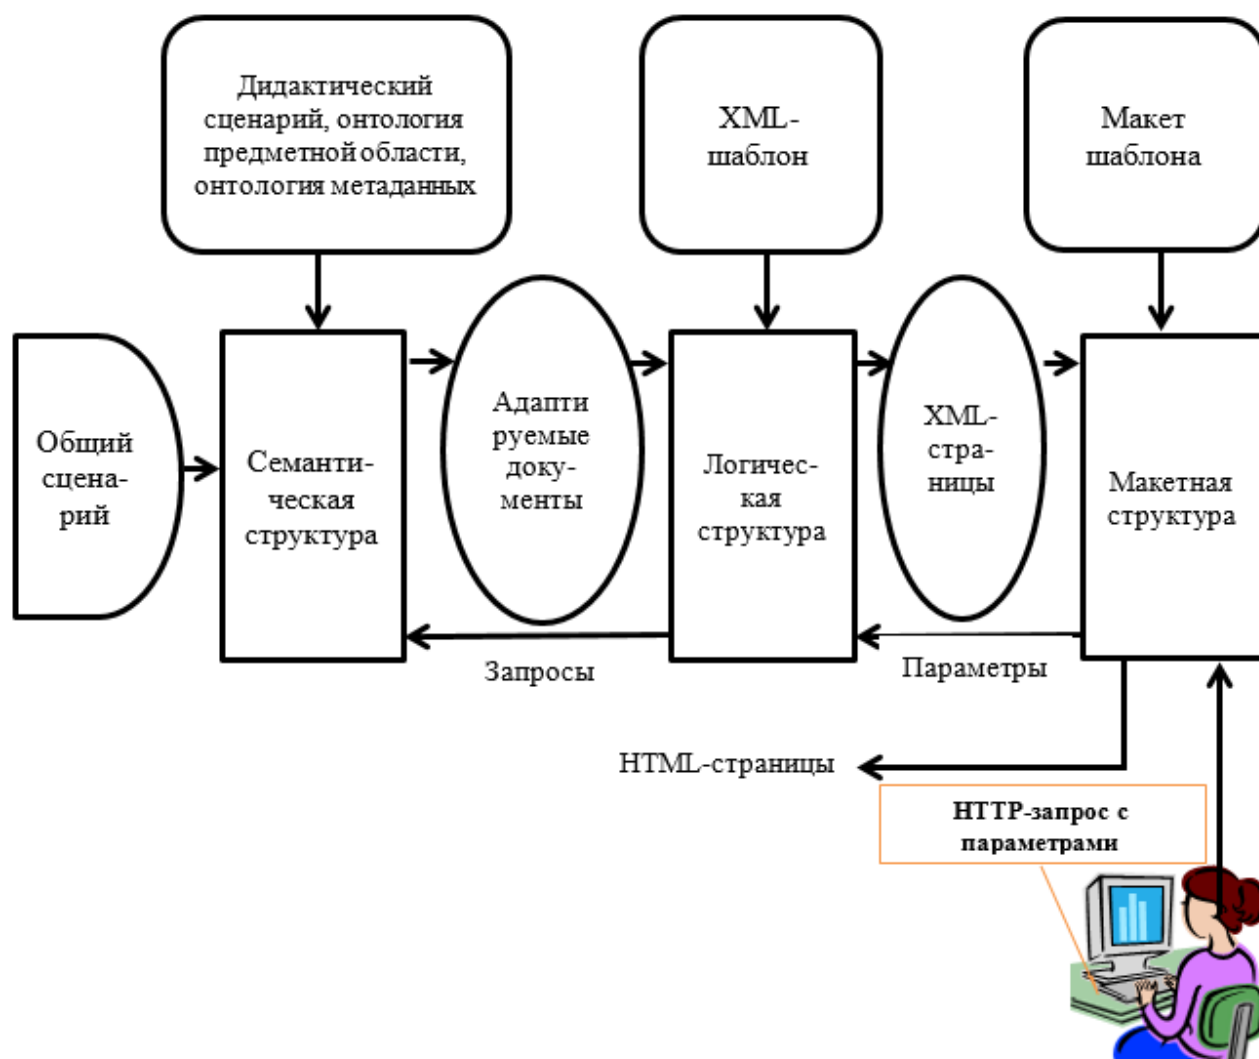 Дидактический
сценарий, онтология
предметной области,
онтология метаданных
XML-
шаблон
Макет
шаблона
Общий
сцена-
рий
Семанти-
ческая
структура
Адапти
руемые
доку-
менты
Логичес-
кая
структура
XML-
стра-
ницы
Макетная
структура
Запросы
Параметры
HTML-страницы
HTTP-запрос с
параметрами